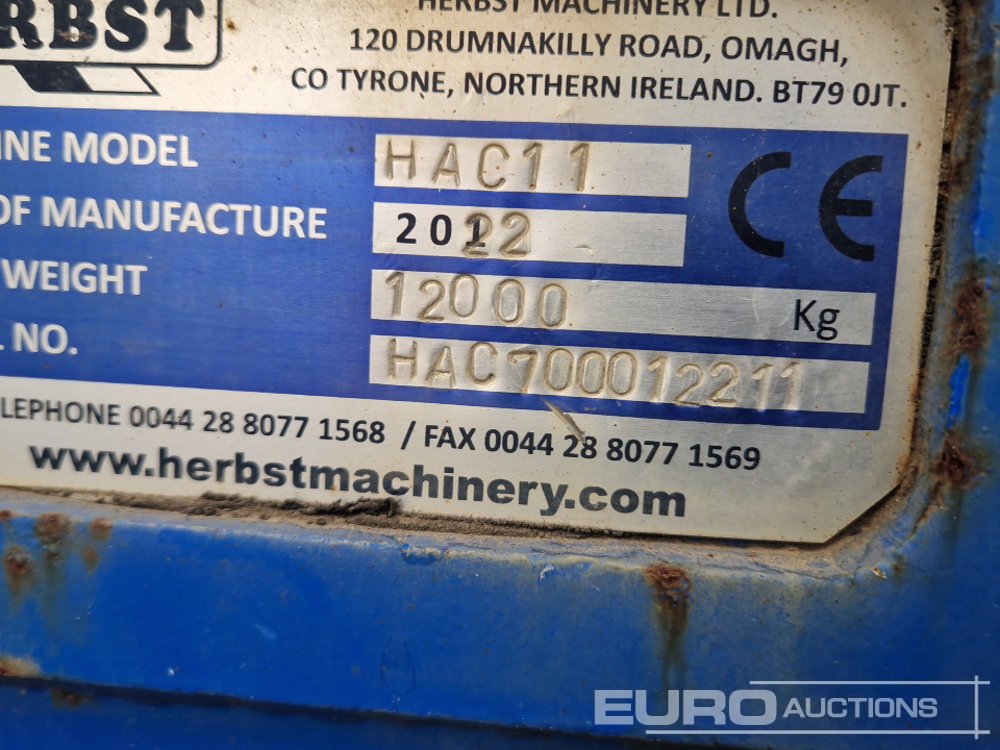 RBST
HERBST MACHINERY LTD.
120 DRUMNAKILLY ROAD, OMAGH,
CO TYRONE, NORTHERN IRELAND. BT79 0JT.
INE MODEL HAC11
OF MANUFACTURE 2022
WEIGHT 12000 Kg
. NO. HAC700012211
LEPHONE 0044 28 8077 1568 / FAX 0044 28 8077 1569
www.herbstmachinery.com
CE
EURO AUCTIONS